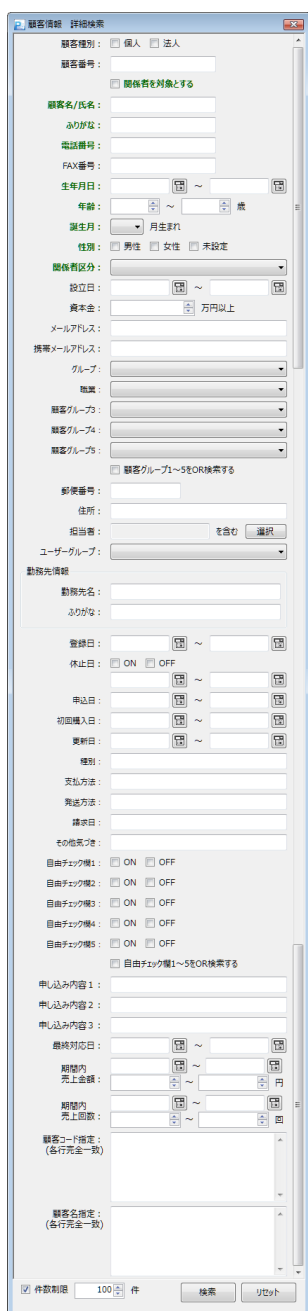 顧客情報 詳細検索
顧客種別： 個人 法人
顧客番号：
関係者を対象とする
顧客名/氏名：
ふりがな：
電話番号：
FAX番号：
生年月日： ～
年齢： ～ 歳
誕生月： 月生まれ
性別： 男性 女性 未設定
関係者区分：
設立日： ～
資本金： 万円以上
メールアドレス：
携帯メールアドレス：
グループ：
職業：
顧客グループ3：
顧客グループ4：
顧客グループ5：
顧客グループ1～5をOR検索する
郵便番号：
住所：
担当者： を含む 選択
ユーザーグループ：
勤務先情報
勤務先名：
ふりがな：
登録日： ～
休止日： ON OFF
～
申込日： ～
初回購入日： ～
更新日： ～
種別：
支払方法：
発送方法：
請求日：
その他気づき：
自由チェック欄1： ON OFF
自由チェック欄2： ON OFF
自由チェック欄3： ON OFF
自由チェック欄4： ON OFF
自由チェック欄5： ON OFF
自由チェック欄1～5をOR検索する
申し込み内容１：
申し込み内容２：
申し込み内容３：
最終対応日： ～
期間内 ～
売上金額： ～ 円
期間内 ～
売上回数： ～ 回
顧客コード指定：
(各行完全一致)
顧客名指定：
(各行完全一致)
件数制限 100 件 検索 リセット